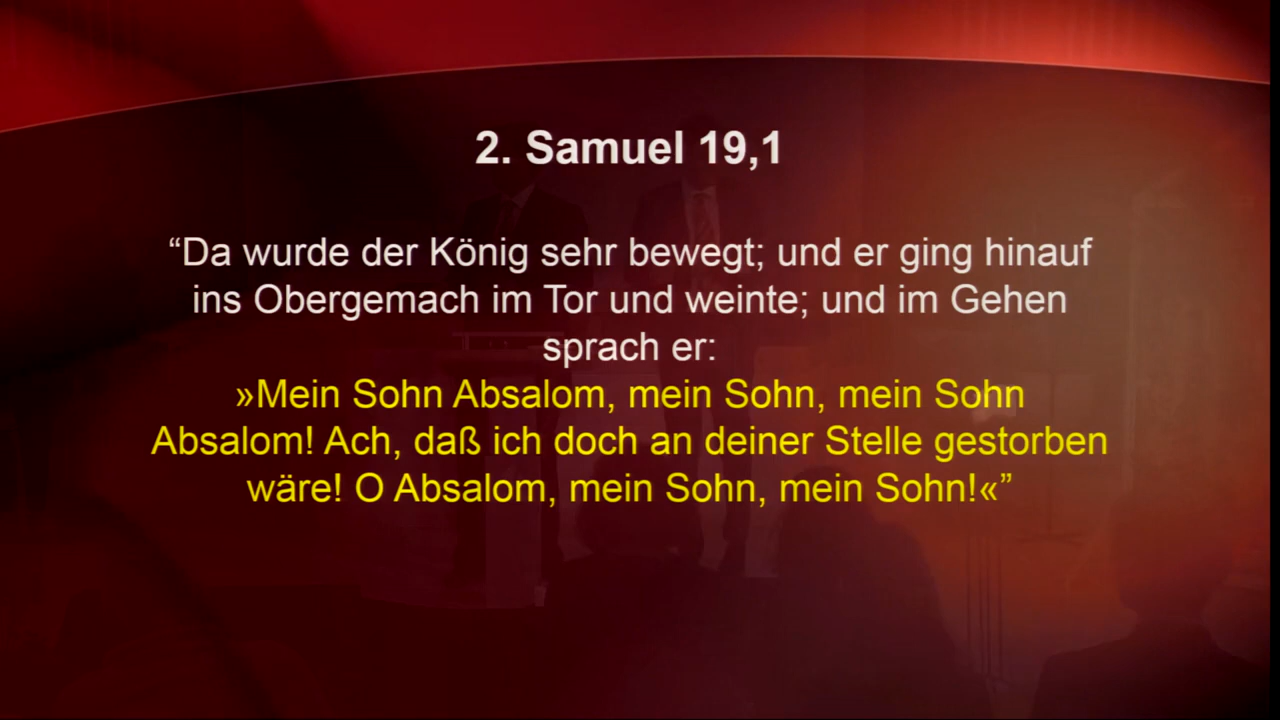 2. Samuel 19,1
“Da wurde der König sehr bewegt; und er ging hinauf
ins Obergemach im Tor und weinte; und im Gehen
sprach er:
»Mein Sohn Absalom, mein Sohn, mein Sohn
Absalom! Ach, daß ich doch an deiner Stelle gestorben
wäre! O Absalom, mein Sohn, mein Sohn!«”